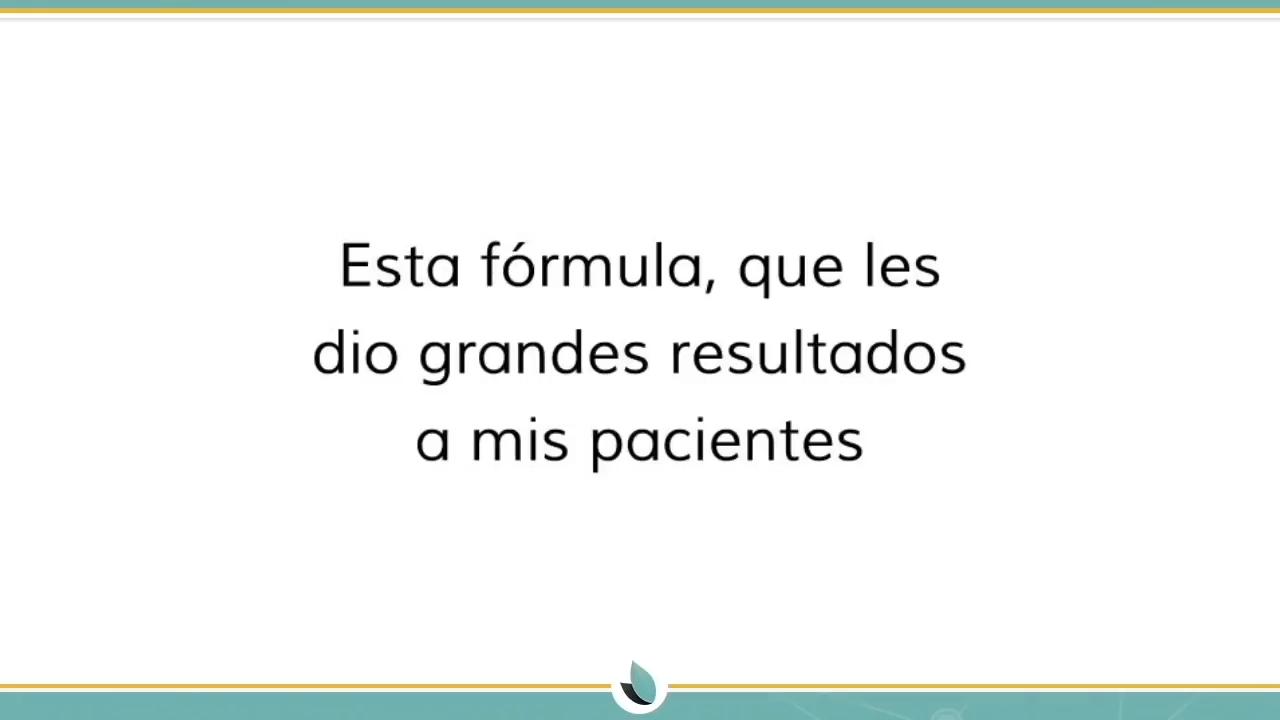 Esta fórmula, que les
dio grandes resultados
a mis pacientes